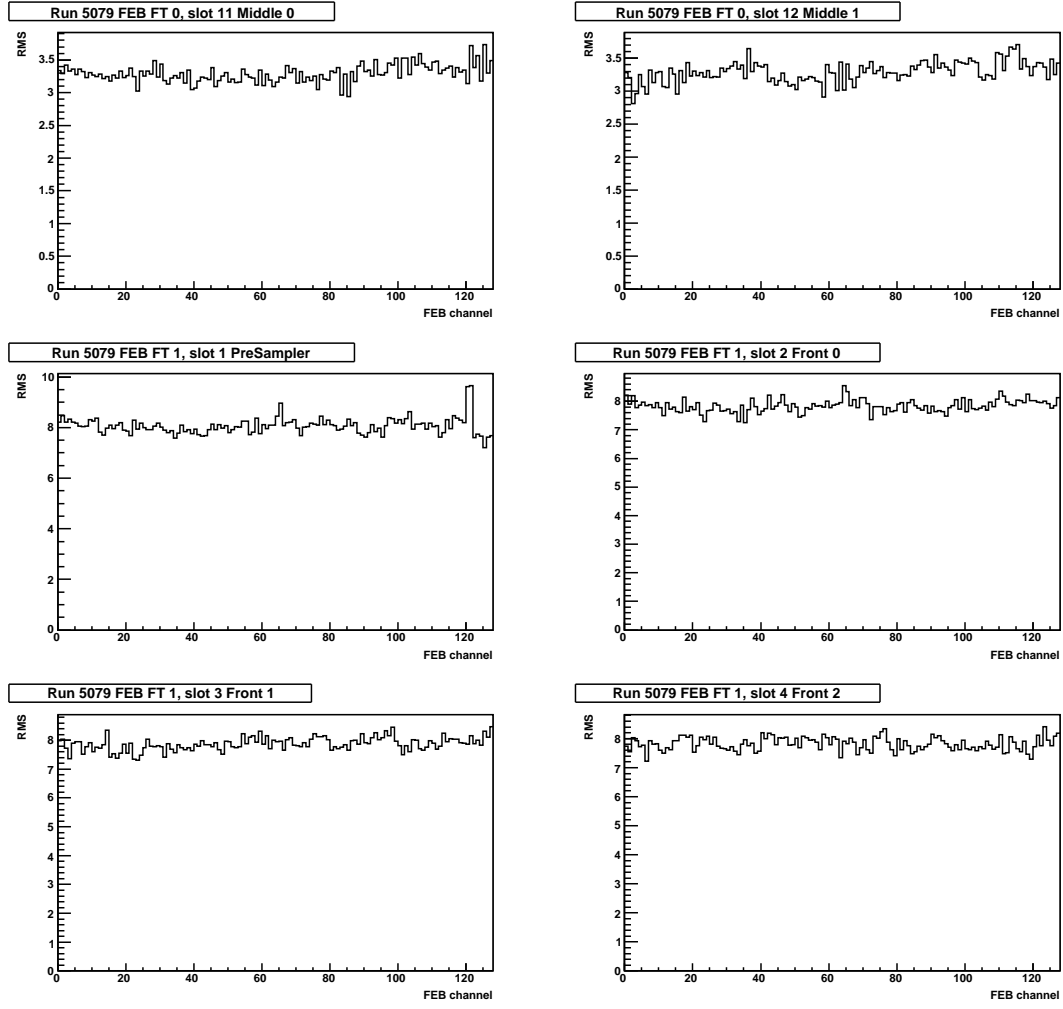 Run 5079 FEB FT 0, slot 11 Middle 0
RMS
3.5
3
2.5
2
1.5
1
0.5
0
0 20 40 60 80 100 120
FEB channel
Run 5079 FEB FT 0, slot 12 Middle 1
RMS
3.5
3
2.5
2
1.5
1
0.5
0
0 20 40 60 80 100 120
FEB channel
Run 5079 FEB FT 1, slot 1 PreSampler
RMS
10
8
6
4
2
0
0 20 40 60 80 100 120
FEB channel
Run 5079 FEB FT 1, slot 2 Front 0
RMS
8
7
6
5
4
3
2
1
0
0 20 40 60 80 100 120
FEB channel
Run 5079 FEB FT 1, slot 3 Front 1
RMS
8
7
6
5
4
3
2
1
0
0 20 40 60 80 100 120
FEB channel
Run 5079 FEB FT 1, slot 4 Front 2
RMS
8
7
6
5
4
3
2
1
0
0 20 40 60 80 100 120
FEB channel